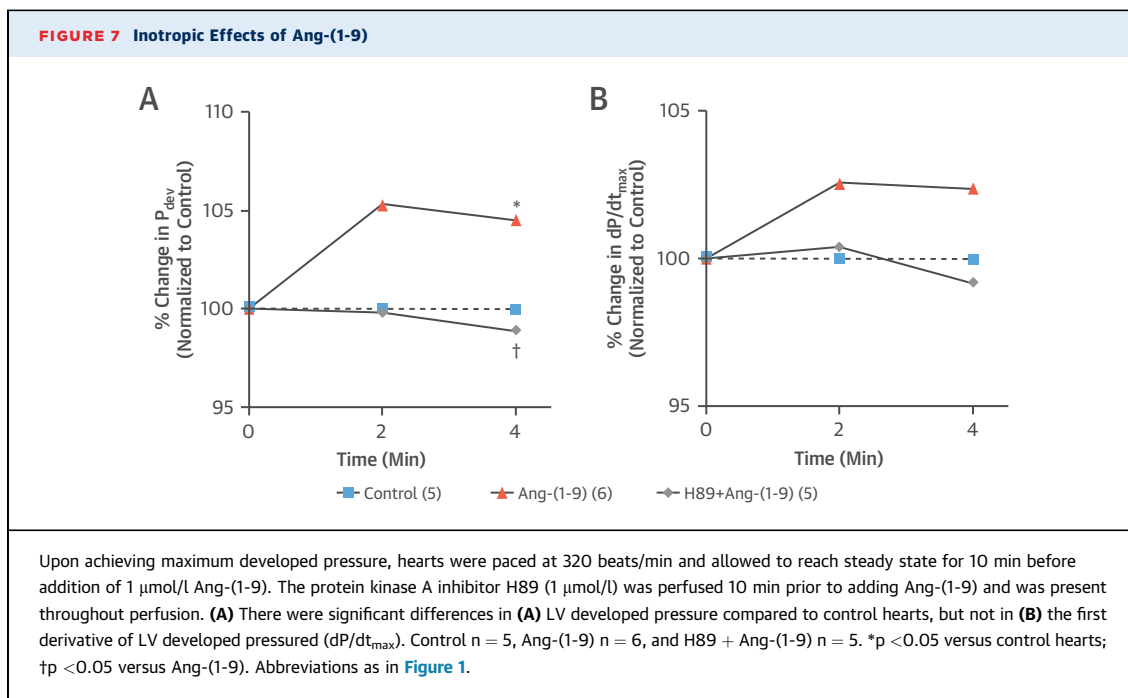 FIGURE 7 Inotropic Effects of Ang-(1-9)
A
% Change in P_dev
(Normalized to Control)
110
105
100
95
*
†
0
2
4
Time (Min)
B
% Change in dP/dt_max
(Normalized to Control)
105
100
95
0
2
4
Time (Min)
Control (5)
Ang-(1-9) (6)
H89+Ang-(1-9) (5)
Upon achieving maximum developed pressure, hearts were paced at 320 beats/min and allowed to reach steady state for 10 min before
addition of 1 μmol/l Ang-(1-9). The protein kinase A inhibitor H89 (1 μmol/l) was perfused 10 min prior to adding Ang-(1-9) and was present
throughout perfusion. (A) There were significant differences in (A) LV developed pressure compared to control hearts, but not in (B) the first
derivative of LV developed pressured (dP/dt_max). Control n = 5, Ang-(1-9) n = 6, and H89 + Ang-(1-9) n = 5. *p <0.05 versus control hearts;
†p <0.05 versus Ang-(1-9). Abbreviations as in Figure 1.